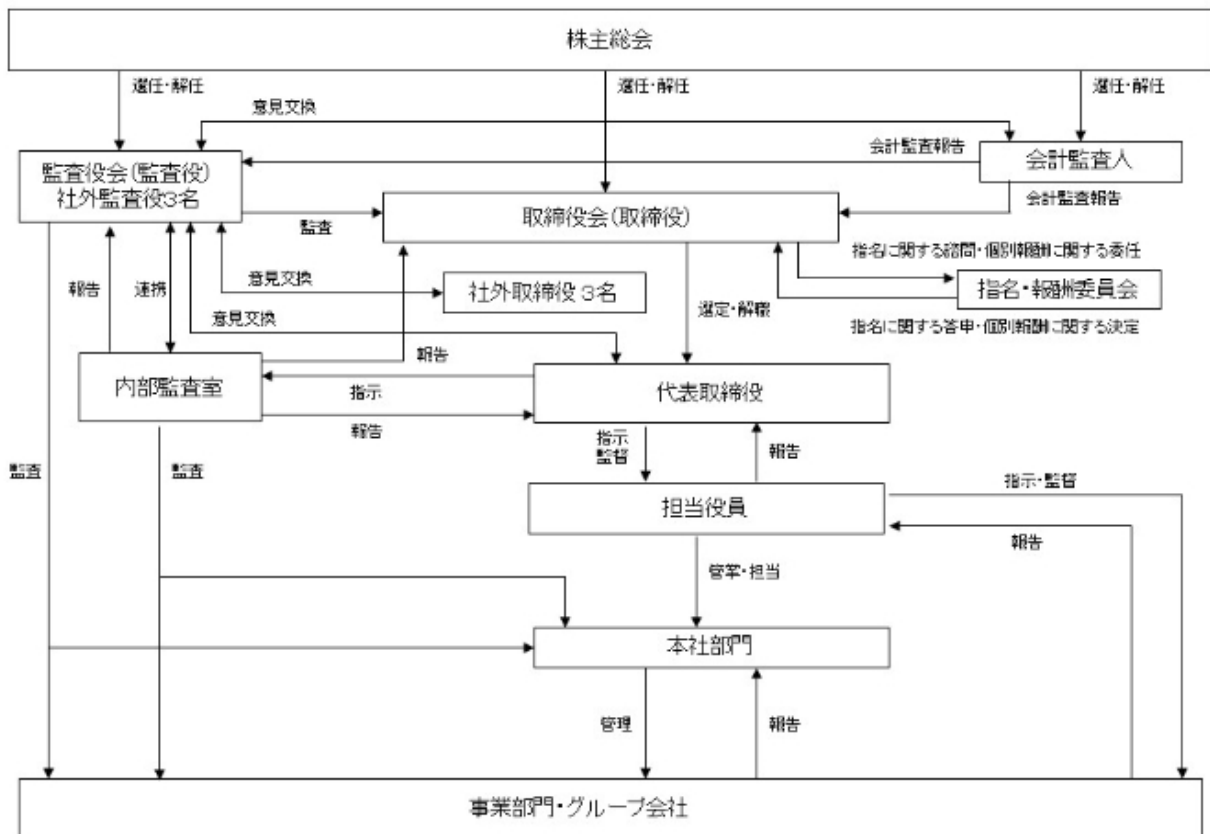 株主総会
選任・解任
選任・解任
選任・解任
意見交換
会計監査報告
監査役会(監査役)
社外監査役3名
会計監査人
監査
取締役会(取締役)
会計監査報告
指名に関する諮問・個別報酬に関する委任
報告
連携
意見交換
社外取締役3名
指名・報酬委員会
選定・解職
意見交換
指名に関する答申・個別報酬に関する決定
報告
内部監査室
指示
代表取締役
報告
指示
監督
報告
監査
監査
担当役員
指示・監督
報告
管掌・担当
本社部門
管理
報告
事業部門・グループ会社